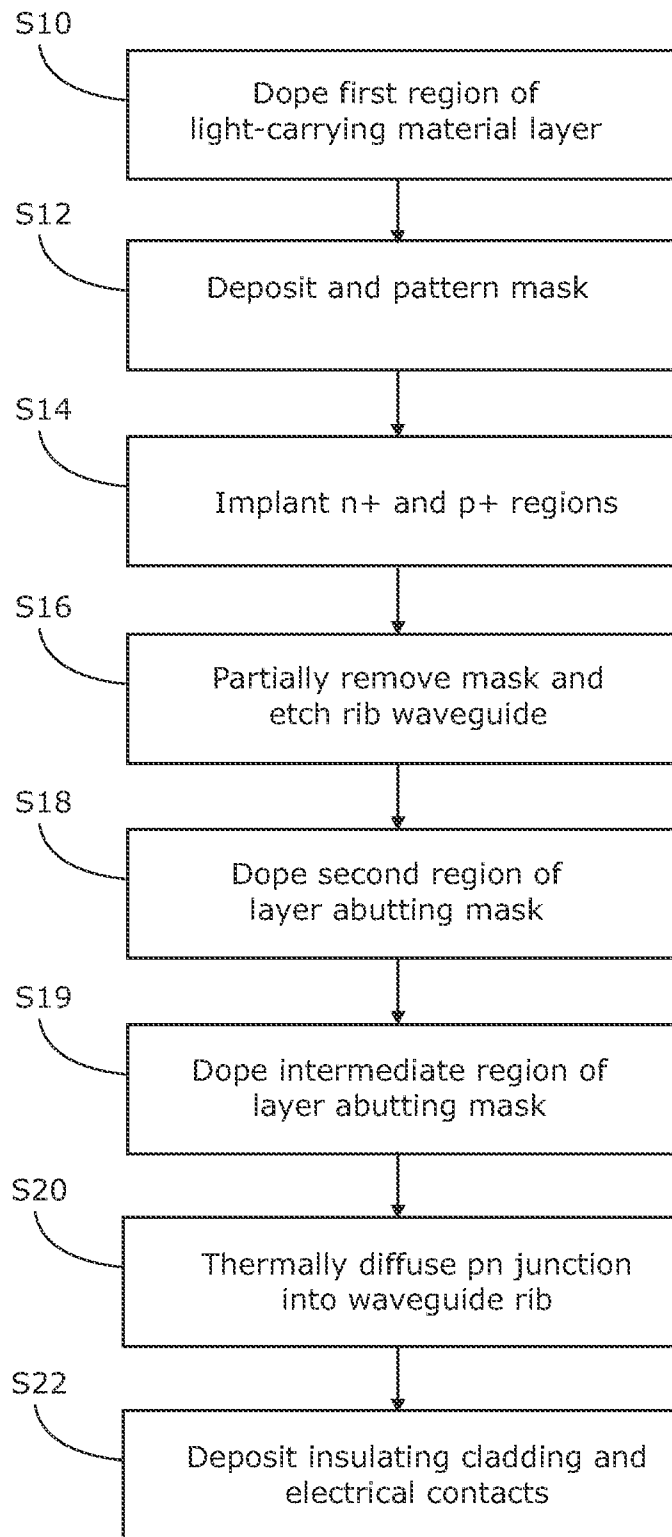 S10
Dope first region of
light-carrying material layer
S12
Deposit and pattern mask
S14
Implant n+ and p+ regions
S16
Partially remove mask and
etch rib waveguide
S18
Dope second region of
layer abutting mask
S19
Dope intermediate region of
layer abutting mask
S20
Thermally diffuse pn junction
into waveguide rib
S22
Deposit insulating cladding and
electrical contacts